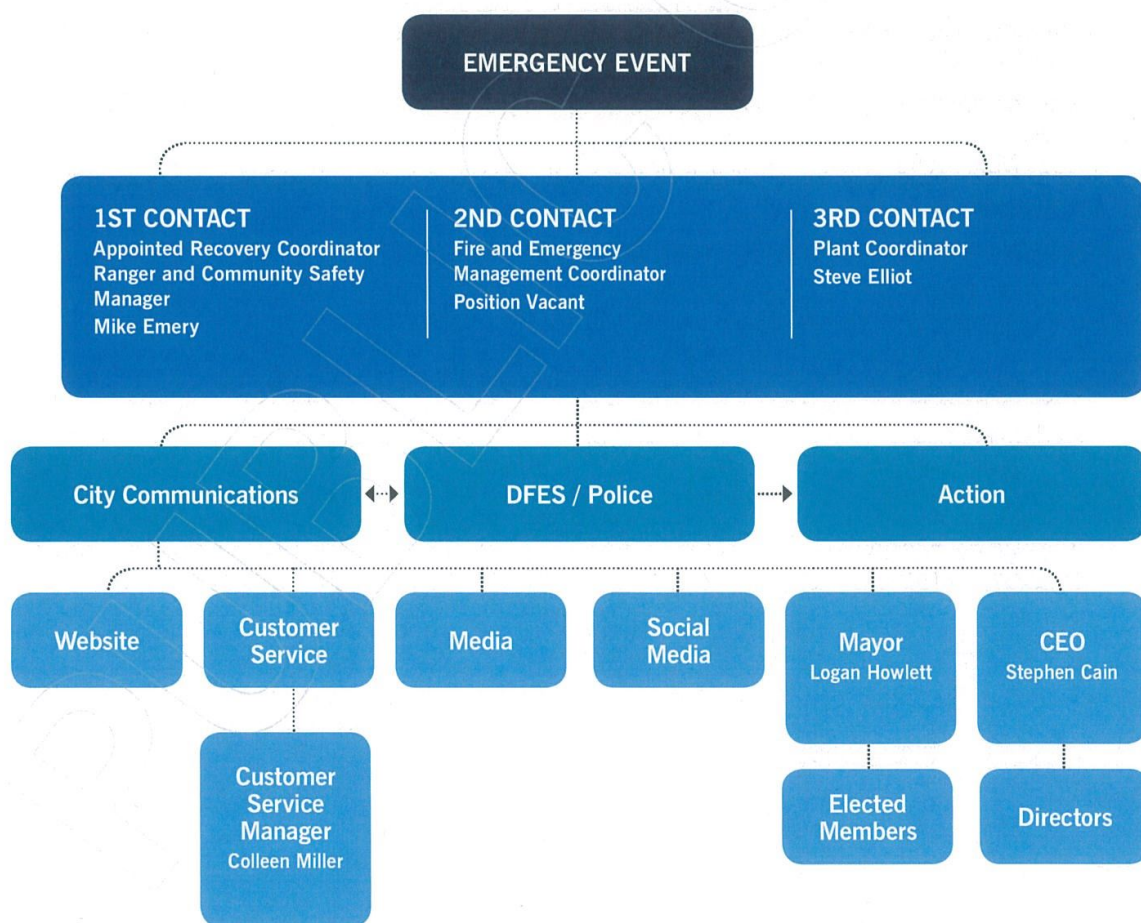 EMERGENCY EVENT
1ST CONTACT
Appointed Recovery Coordinator
Ranger and Community Safety
Manager
Mike Emery
2ND CONTACT
Fire and Emergency
Management Coordinator
Position Vacant
3RD CONTACT
Plant Coordinator
Steve Elliot
City Communications
DFES / Police
Action
Website
Customer
Service
Media
Social
Media
Mayor
Logan Howlett
CEO
Stephen Cain
Customer
Service
Manager
Colleen Miller
Elected
Members
Directors